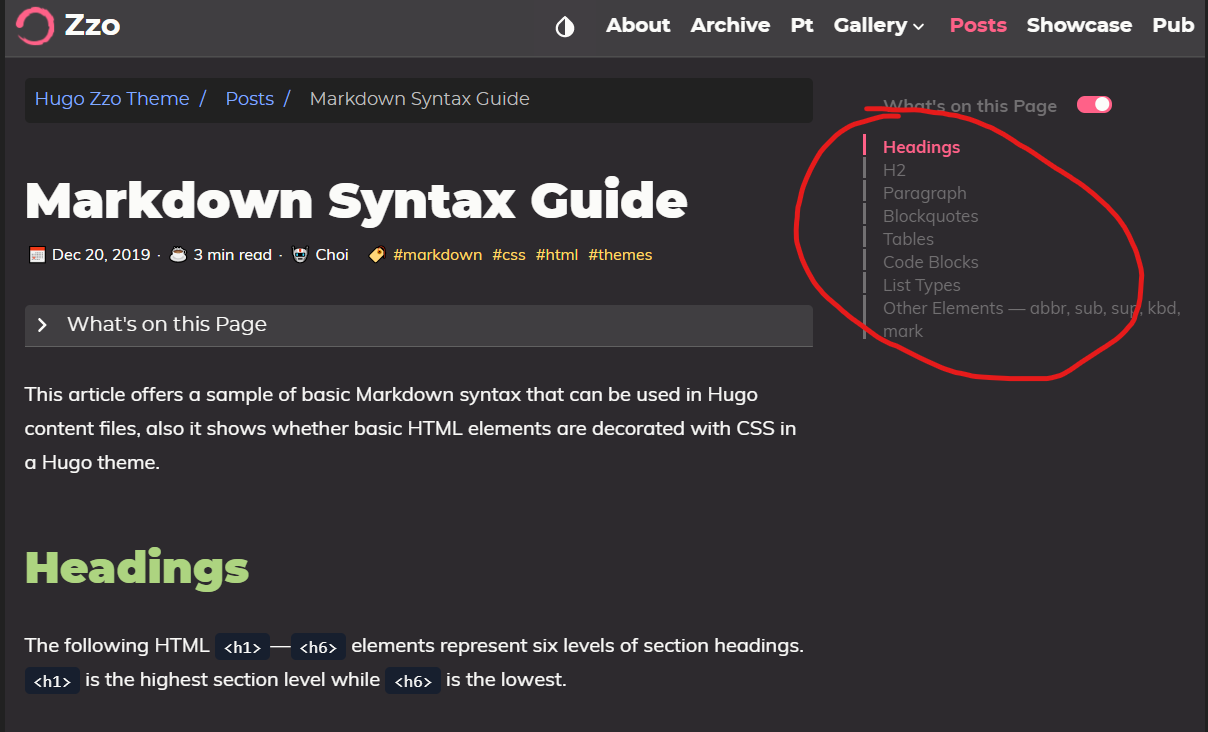 Zzo
About Archive Pt Gallery Posts Showcase Pub
Hugo Zzo Theme / Posts / Markdown Syntax Guide
Markdown Syntax Guide
Dec 20, 2019 · 3 min read · Choi #markdown #css #html #themes
What's on this Page
This article offers a sample of basic Markdown syntax that can be used in Hugo
content files, also it shows whether basic HTML elements are decorated with CSS in
a Hugo theme.
Headings
The following HTML <h1>—<h6> elements represent six levels of section headings.
<h1> is the highest section level while <h6> is the lowest.
What's on this Page
Headings
H2
Paragraph
Blockquotes
Tables
Code Blocks
List Types
Other Elements — abbr, sub, sup, kbd,
mark